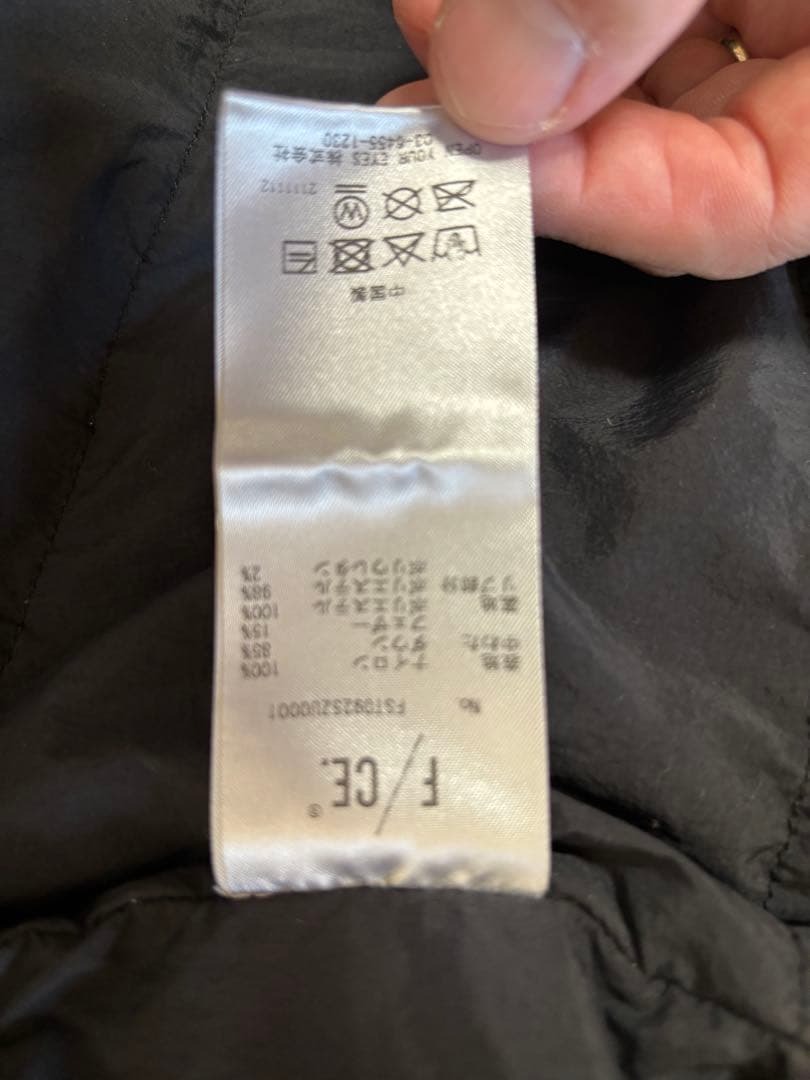 F/CE.®
No FST092S2U0001
表地 ナイロン 100%
中わた ダウン 85%
フェザー 15%
裏地 ポリエステル 100%
リブ部分 ポリエステル 98%
ポリウレタン 2%
中国製
2111112
OPEN YOUR EYES 株式会社
03-6455-1230